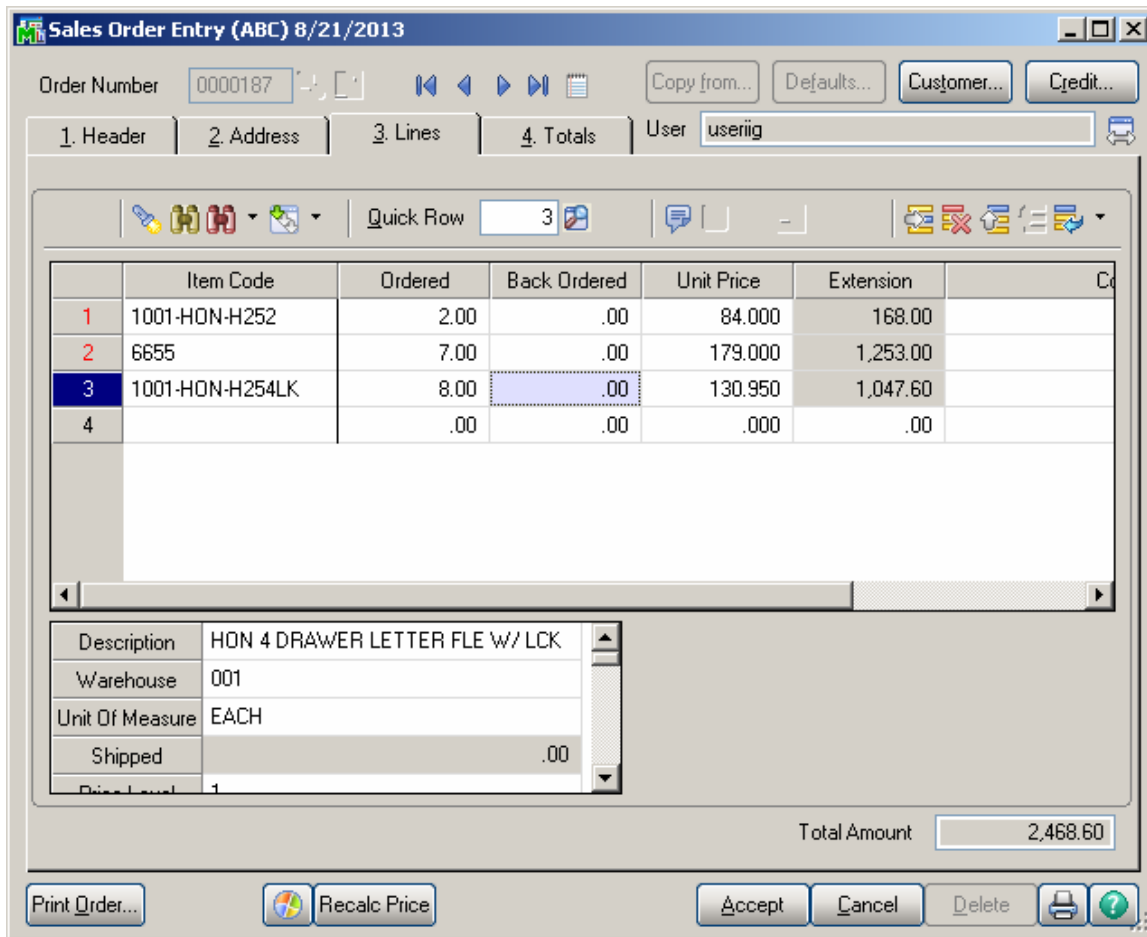 Sales Order Entry (ABC) 8/21/2013
Order Number 0000187 Copy from... Defaults... Customer... Credit...
1. Header 2. Address 3. Lines 4. Totals User useriig
Quick Row 3
Item Code Ordered Back Ordered Unit Price Extension Co
1 1001-HON-H252 2.00 .00 84.000 168.00
2 6655 7.00 .00 179.000 1,253.00
3 1001-HON-H254LK 8.00 .00 130.950 1,047.60
4 .00 .00 .000 .00
Description HON 4 DRAWER LETTER FLE W/ LCK
Warehouse 001
Unit Of Measure EACH
Shipped .00
Price Level 1
Total Amount 2,468.60
Print Order... Recalc Price Accept Cancel Delete